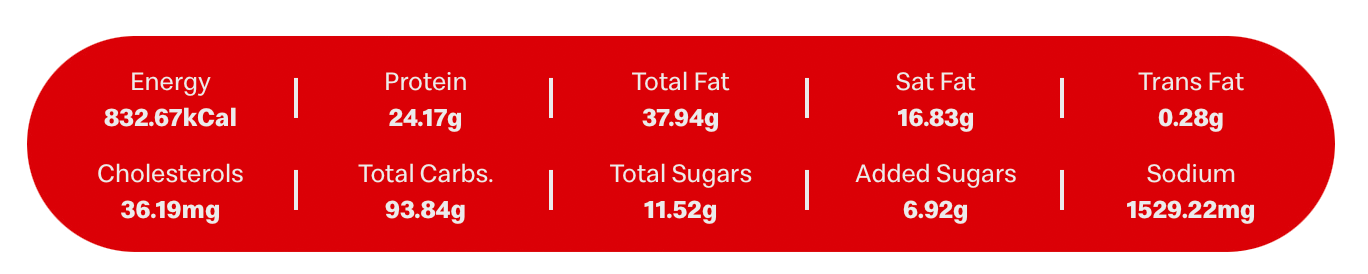 Energy Protein Total Fat Sat Fat Trans Fat
832.67kCal 24.17g 37.94g 16.83g 0.28g
Cholesterols Total Carbs. Total Sugars Added Sugars Sodium
36.19mg 93.84g 11.52g 6.92g 1529.22mg